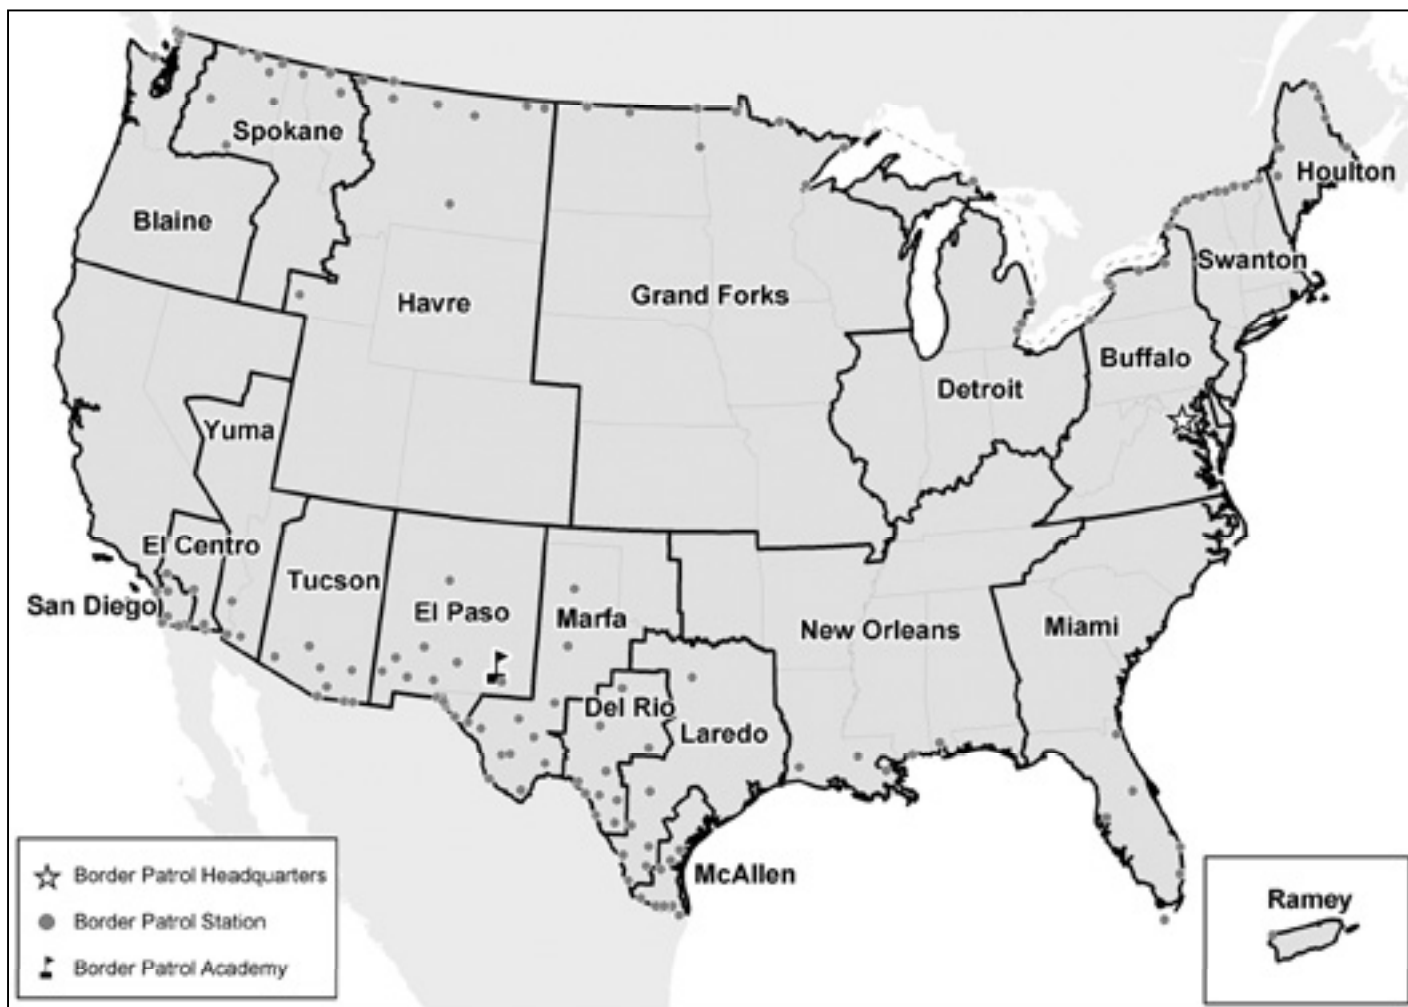 Spokane
Houlton
Blaine
Swanton
Havre
Grand Forks
Buffalo
Detroit
Yuma
El Centro
Tucson
San Diego
El Paso
Marfa
New Orleans
Miami
Del Rio
Laredo
McAllen
Border Patrol Headquarters
Border Patrol Station
Border Patrol Academy
Ramey